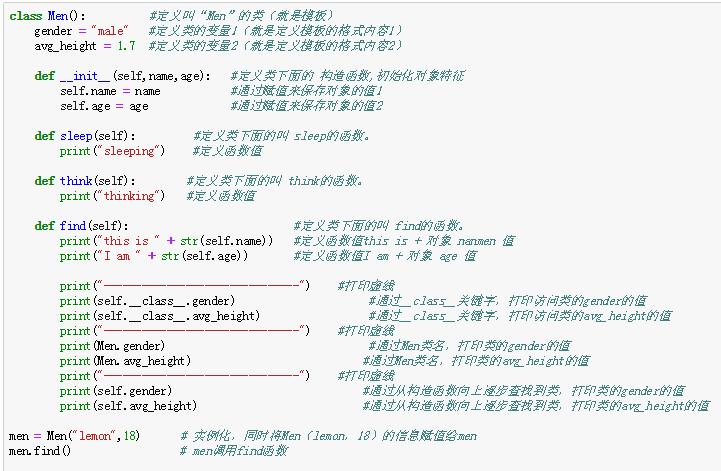 class Men():          #定义叫“Men”的类（就是模板）
    gender = "male"   #定义类的变量1（就是定义模板的格式内容1）
    avg_height = 1.7  #定义类的变量2（就是定义模板的格式内容2）
    def __init__(self,name,age):   #定义类下面的 构造函数,初始化对象特征
        self.name = name           #通过赋值来保存对象的值1
        self.age = age             #通过赋值来保存对象的值2
    def sleep(self):         #定义类下面的叫 sleep的函数。
        print("sleeping")    #定义函数值
    def think(self):        #定义类下面的叫 think的函数。
        print("thinking")   #定义函数值
    def find(self):                         #定义类下面的叫 find的函数。
        print("this is " + str(self.name))   #定义函数值this is + 对象 nanmen 值
        print("I am " + str(self.age))       #定义函数值I am + 对象 age 值
        print("----------------------------")    #打印虚线
        print(self.__class__.gender)                   #通过__class__关键字，打印访问类的gender的值
        print(self.__class__.avg_height)               #通过__class__关键字，打印访问类的avg_height的值
        print("----------------------------")    #打印虚线
        print(Men.gender)                             #通过Men类名，打印类的gender的值
        print(Men.avg_height)                        #通过Men类名，打印类的avg_height的值
        print("----------------------------")    #打印虚线
        print(self.gender)                           #通过从构造函数向上逐步查找到类，打印类的gender的值
        print(self.avg_height)                       #通过从构造函数向上逐步查找到类，打印类的avg_height的值
men = Men("lemon",18)      # 实例化，同时将Men（lemon，18）的信息赋值给men
men.find()                 # men调用find函数